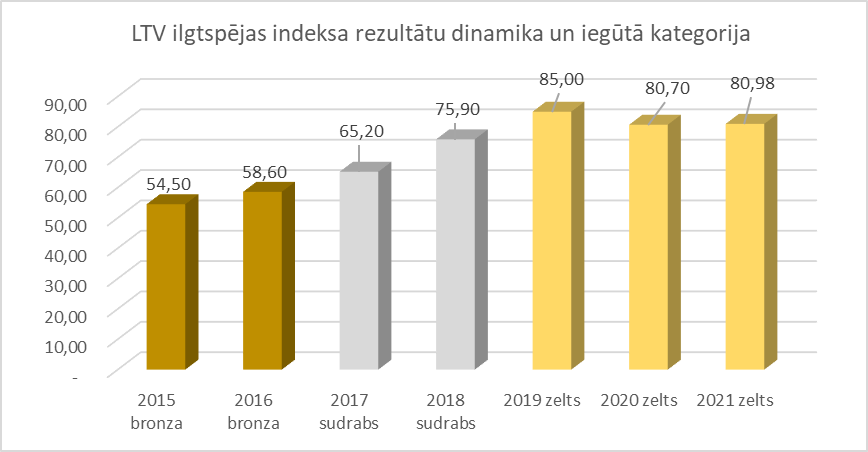 LTV ilgtspējas indeksa rezultātu dinamika un iegūtā kategorija
90,00
80,00
70,00
60,00
50,00
40,00
30,00
20,00
10,00
-
54,50
58,60
65,20
75,90
85,00
80,70
80,98
2015
bronza
2016
bronza
2017
sudrabs
2018
sudrabs
2019 zelts
2020 zelts
2021 zelts